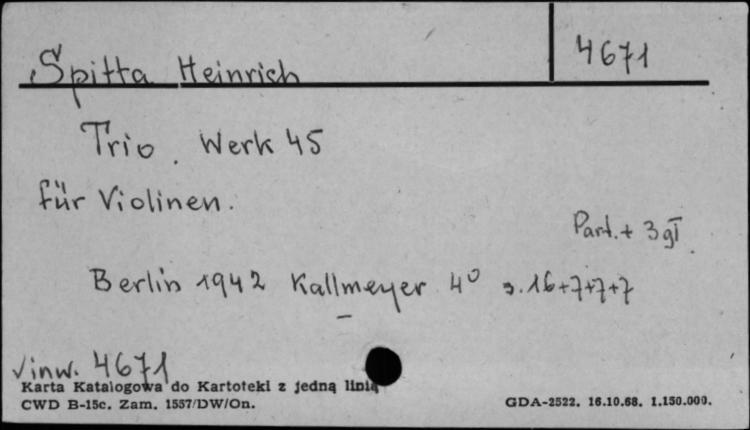 Spitta Heinrich 4671
Trio. Werk 45
für Violinen.
Part. + 3 gł
Berlin 1942 Kallmeyer 4° s. 16+7+7+7
inw. 4671
Karta Katalogowa do Kartoteki z jedną linią
CWD B-15c. Zam. 1557/DW/On.
GDA-2522. 16.10.68. 1.150.000.